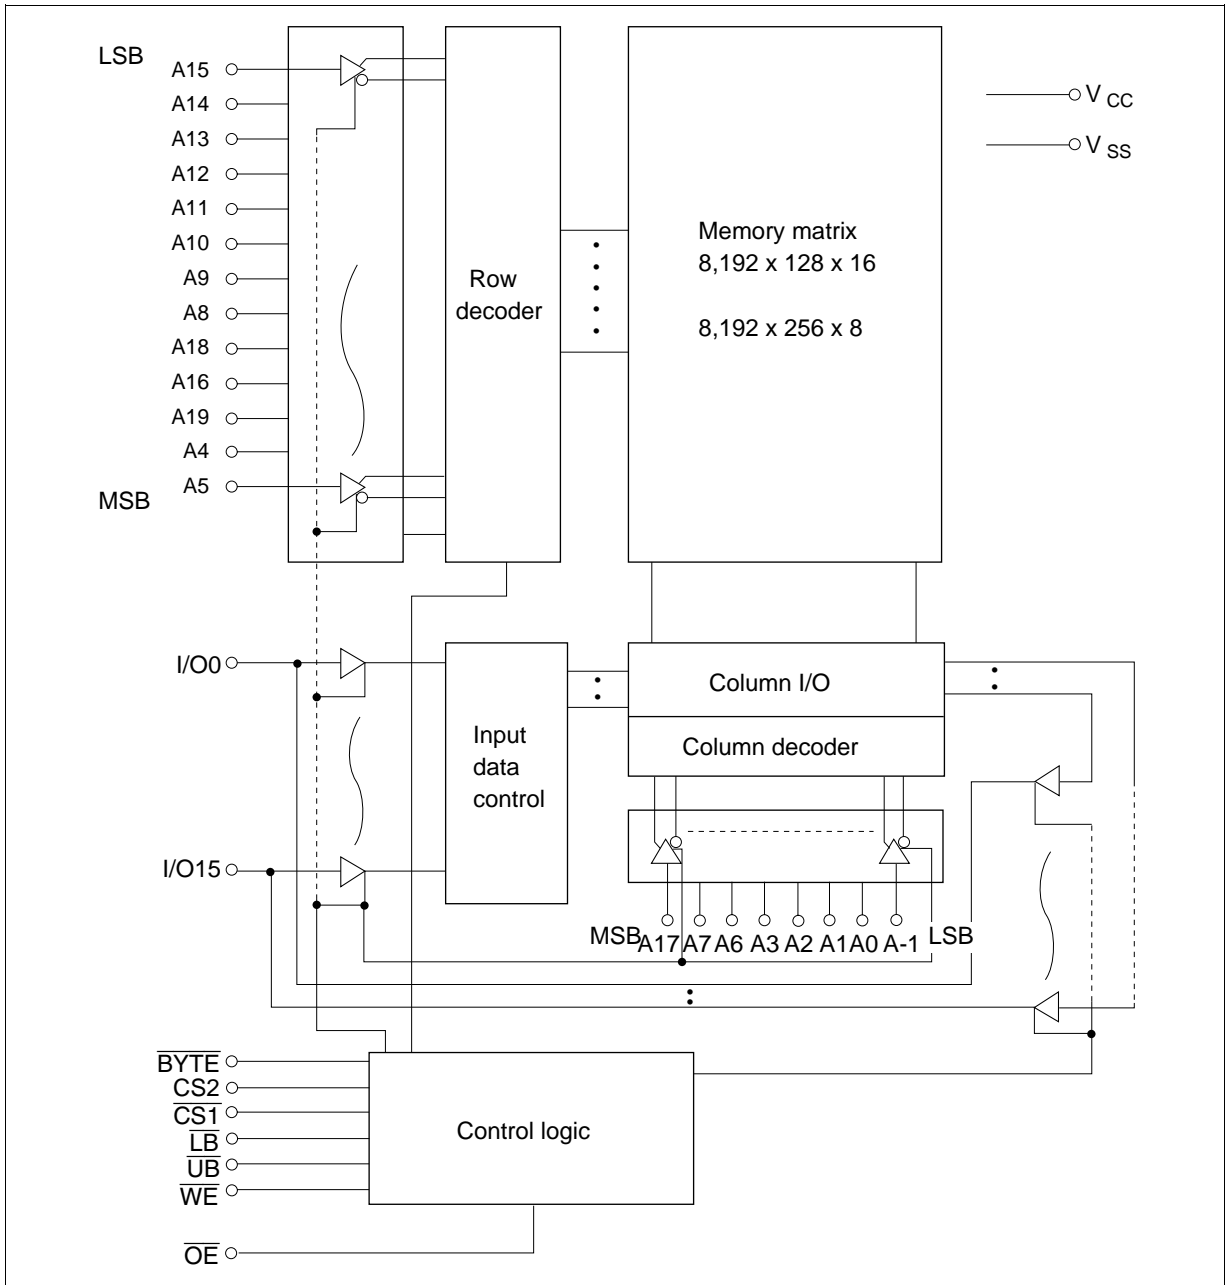 LSB
A15
A14
A13
A12
A11
A10
A9
A8
A18
A16
A19
A4
A5
MSB
Row
decoder
Memory matrix
8,192 x 128 x 16
8,192 x 256 x 8
V CC
V SS
I/O0
I/O15
Input
data
control
Column I/O
Column decoder
MSB A17 A7 A6 A3 A2 A1 A0 A-1 LSB
BYTE
CS2
CS1
LB
UB
WE
OE
Control logic